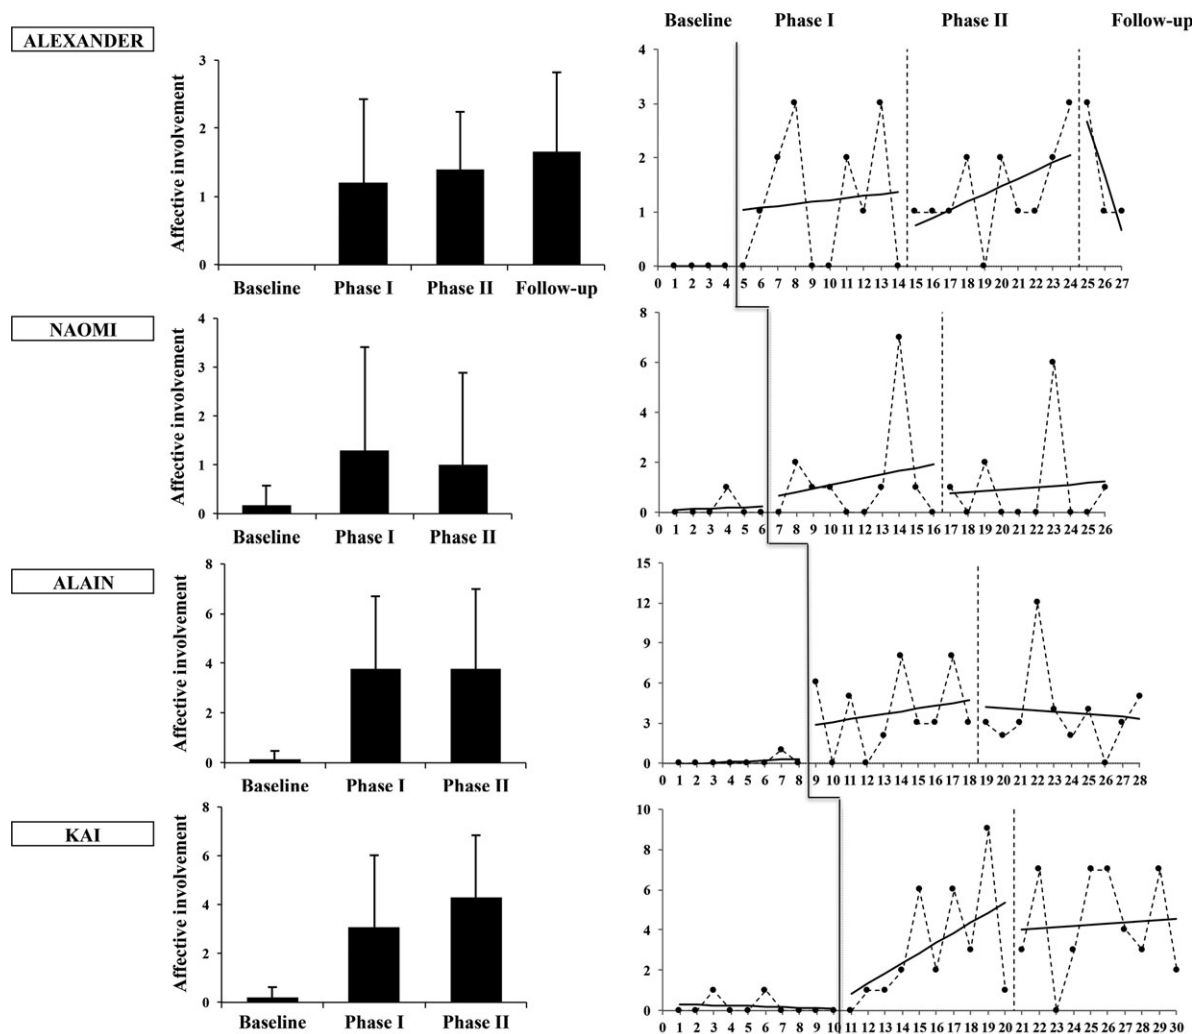 Baseline Phase I Phase II Follow-up
ALEXANDER
Affective involvement
3
2
1
0
Baseline Phase I Phase II Follow-up
4
3
2
1
0
0 1 2 3 4 5 6 7 8 9 10 11 12 13 14 15 16 17 18 19 20 21 22 23 24 25 26 27
NAOMI
Affective involvement
4
3
2
1
0
Baseline Phase I Phase II
8
6
4
2
0
0 1 2 3 4 5 6 7 8 9 10 11 12 13 14 15 16 17 18 19 20 21 22 23 24 25 26
ALAIN
Affective involvement
8
6
4
2
0
Baseline Phase I Phase II
15
12
9
6
3
0
0 1 2 3 4 5 6 7 8 9 10 11 12 13 14 15 16 17 18 19 20 21 22 23 24 25 26 27 28
KAI
Affective involvement
8
6
4
2
0
Baseline Phase I Phase II
10
8
6
4
2
0
0 1 2 3 4 5 6 7 8 9 10 11 12 13 14 15 16 17 18 19 20 21 22 23 24 25 26 27 28 29 30